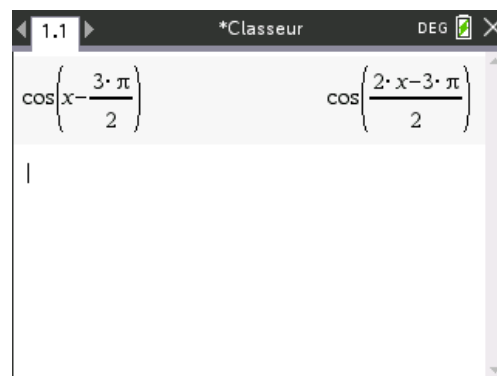 1.1 *Classeur DEG
cos(x-3·π/2) cos((2·x-3·π)/2)